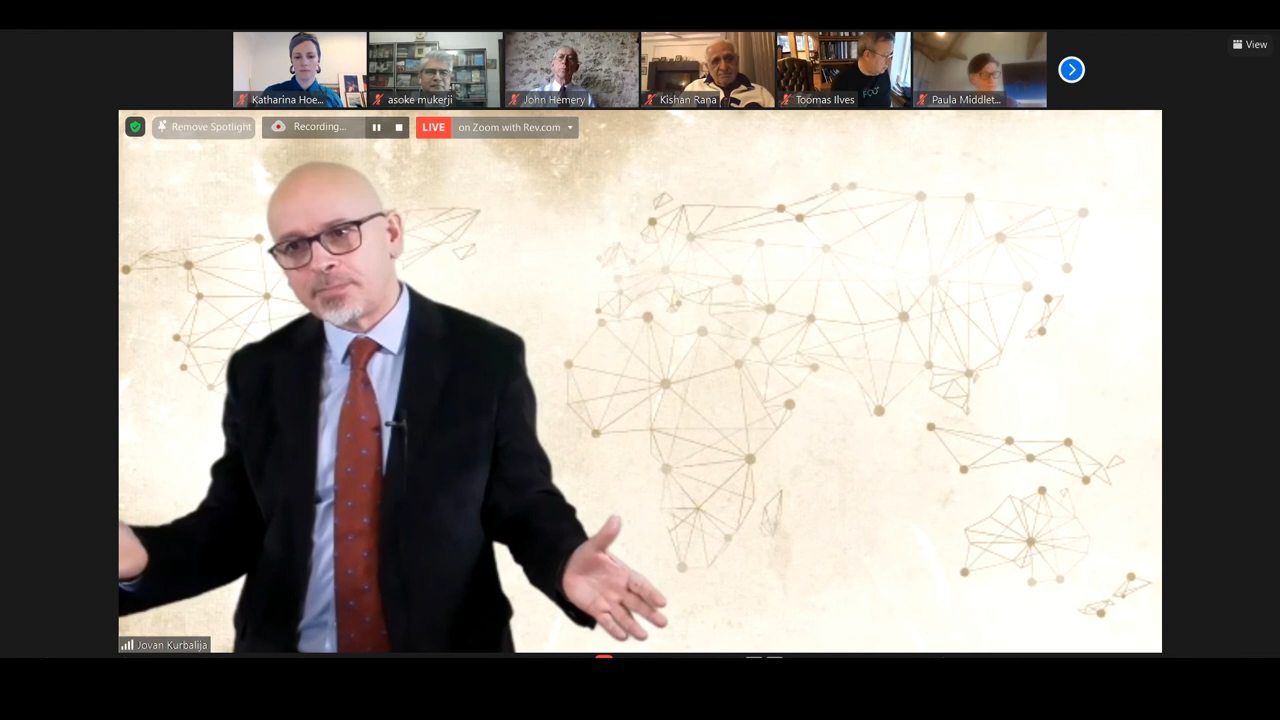 View
Katharina Hoe...
asoke mukerji
John Hemery
Kishan Rana
Toomas Ilves
Paula Middlet...
Remove Spotlight
Recording...
LIVE
on Zoom with Rev.com
Jovan Kurbalija